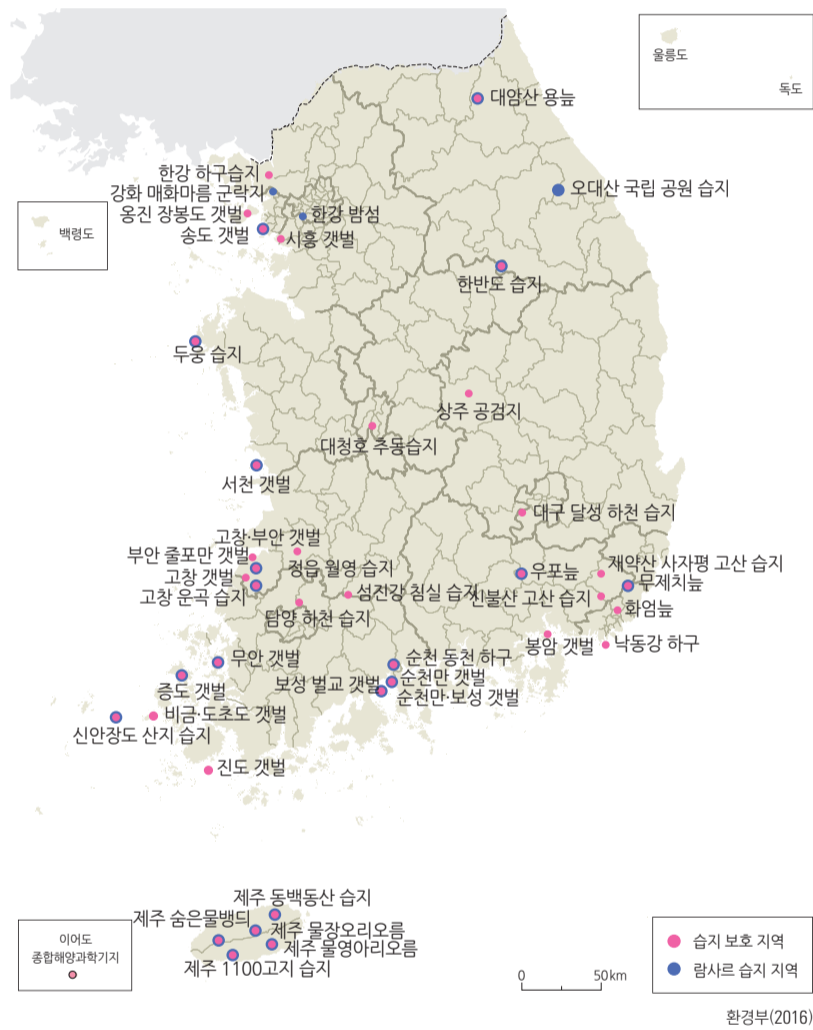 울릉도
독도
대암산 용늪
한강 하구습지
강화 매화마름 군락지
오대산 국립 공원 습지
옹진 장봉도 갯벌
한강 밤섬
송도 갯벌
시흥 갯벌
백령도
한반도 습지
두웅 습지
상주 공검지
대청호 추동습지
서천 갯벌
대구 달성 하천 습지
고창·부안 갯벌
부안 줄포만 갯벌
정읍 월영 습지
우포늪
재약산 사자평 고산 습지
고창 갯벌
무제치늪
고창 운곡 습지
섬진강 침실 습지
신불산 고산 습지
담양 하천 습지
화엄늪
봉암 갯벌
낙동강 하구
무안 갯벌
순천 동천 하구
증도 갯벌
보성 벌교 갯벌
순천만 갯벌
순천만·보성 갯벌
비금·도초도 갯벌
신안장도 산지 습지
진도 갯벌
제주 동백동산 습지
제주 숨은물뱅듸
제주 물장오리오름
제주 물영아리오름
제주 1100고지 습지
이어도
종합해양과학기지
0 50km
습지 보호 지역
람사르 습지 지역
환경부(2016)